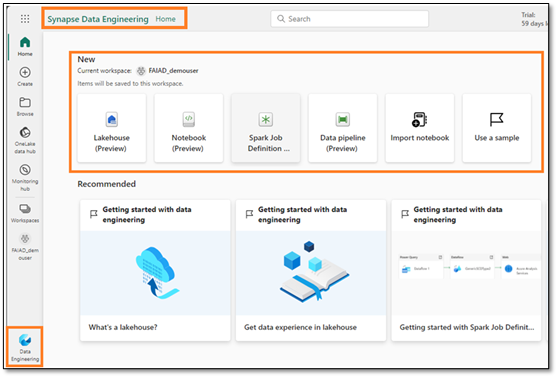 Synapse Data Engineering Home
Search
Trial:
59 days l
Home
Create
Browse
OneLake
data hub
Monitoring
hub
Workspaces
FAIAD_dem
ouser
Data
Engineering
New
Current workspace: FAIAD_demouser
Items will be saved to this workspace.
Lakehouse
(Preview)
Notebook
(Preview)
Spark Job
Definition ...
Data pipeline
(Preview)
Import notebook
Use a sample
Recommended
Getting started with data
engineering
What's a lakehouse?
Getting started with data
engineering
Get data experience in lakehouse
Getting started with data
engineering
Getting started with Spark Job Definit...